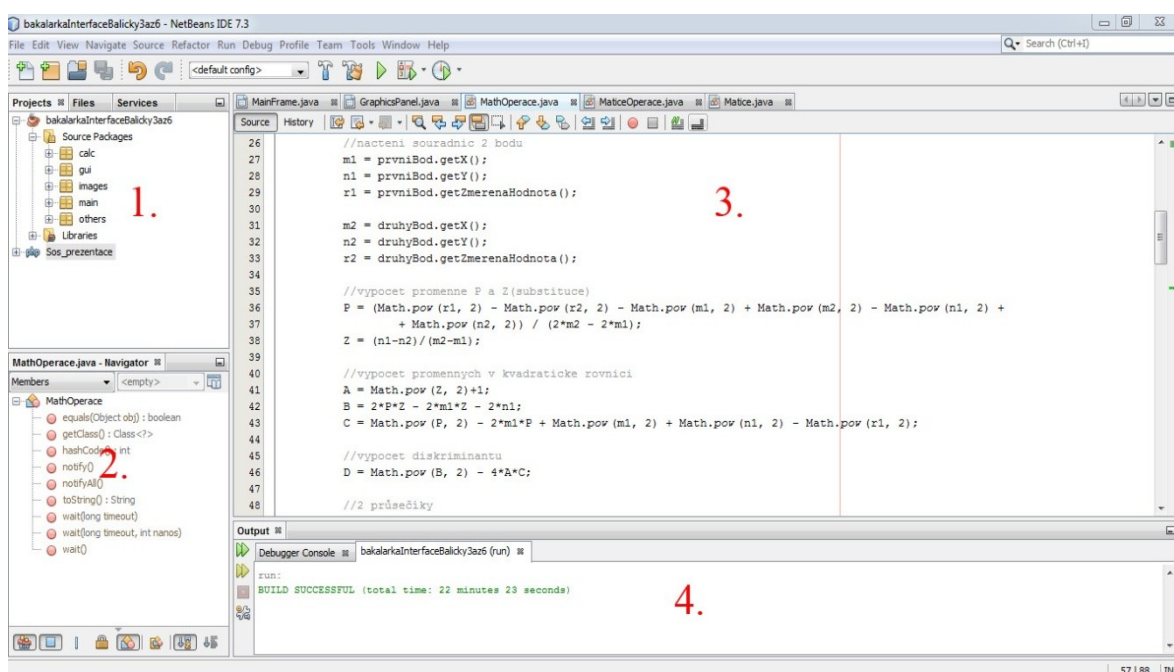 bakalarkaInterfaceBalicky3az6 - NetBeans IDE 7.3
File Edit View Navigate Source Refactor Run Debug Profile Team Tools Window Help
Search (Ctrl+I)
<default config>
Projects Files Services
bakalarkaInterfaceBalicky3az6
Source Packages
calc
gui
images
main
others
Libraries
Sos_prezentace
1.
MathOperace.java - Navigator
Members <empty>
MathOperace
equals(Object obj) : boolean
getClass() : Class<?>
hashCode() : int
notify()
notifyAll()
toString() : String
wait(long timeout)
wait(long timeout, int nanos)
wait()
2.
MainFrame.java GraphicsPanel.java MathOperace.java MaticeOperace.java Matice.java
Source History
26 //nacteni souradnic 2 bodu
27 m1 = prvniBod.getX();
28 n1 = prvniBod.getY();
29 r1 = prvniBod.getZmerenaHodnota();
30
31 m2 = druhyBod.getX();
32 n2 = druhyBod.getY();
33 r2 = druhyBod.getZmerenaHodnota();
34
35 //vypocet promenne P a Z(substituce)
36 P = (Math.pow(r1, 2) - Math.pow(r2, 2) - Math.pow(m1, 2) + Math.pow(m2, 2) - Math.pow(n1, 2) +
37 + Math.pow(n2, 2)) / (2*m2 - 2*m1);
38 Z = (n1-n2)/(m2-m1);
39
40 //vypocet promennych v kvadraticke rovnici
41 A = Math.pow(Z, 2)+1;
42 B = 2*P*Z - 2*m1*Z - 2*n1;
43 C = Math.pow(P, 2) - 2*m1*P + Math.pow(m1, 2) + Math.pow(n1, 2) - Math.pow(r1, 2);
44
45 //vypocet diskriminantu
46 D = Math.pow(B, 2) - 4*A*C;
47
48 //2 průsečíky
3.
Output
Debugger Console bakalarkaInterfaceBalicky3az6 (run)
run:
BUILD SUCCESSFUL (total time: 22 minutes 23 seconds)
4.
57 | 88 IN